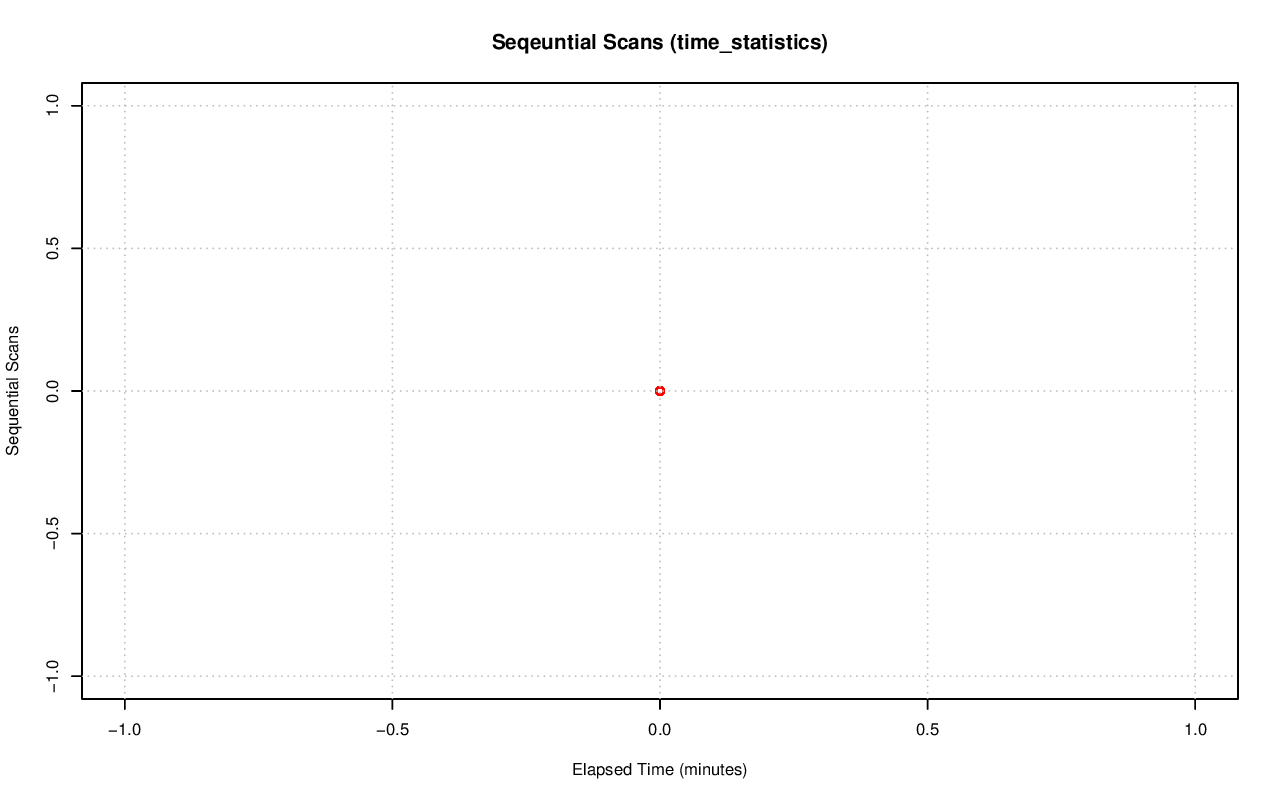 Seqeuntial Scans (time_statistics)
1.0
0.5
0.0
−0.5
−1.0
Sequential Scans
−1.0 −0.5 0.0 0.5 1.0
Elapsed Time (minutes)